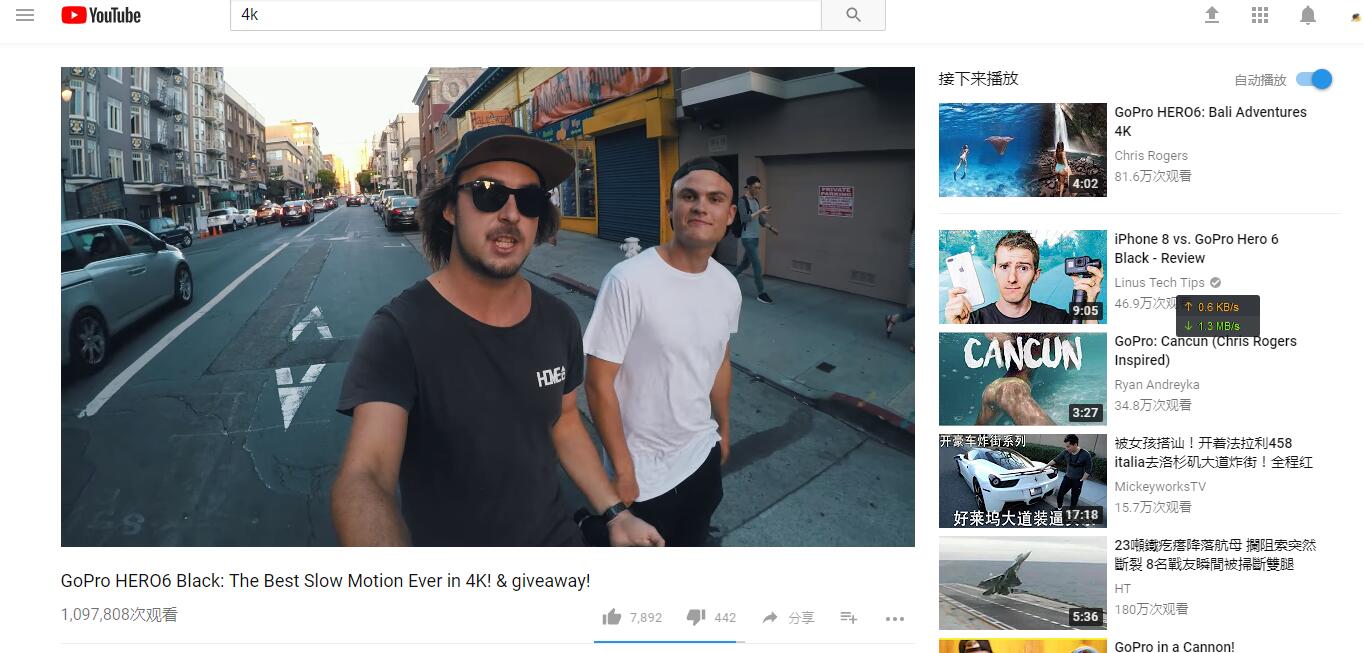 YouTube
4k
HOME
PRIVATE
PARKING
GoPro HERO6 Black: The Best Slow Motion Ever in 4K! & giveaway!
1,097,808次观看
7,892
442
分享
接下来播放
自动播放
4:02
GoPro HERO6: Bali Adventures
4K
Chris Rogers
81.6万次观看
9:05
iPhone 8 vs. GoPro Hero 6
Black - Review
Linus Tech Tips
46.9万次观
↑ 0.6 KB/s
↓ 1.3 MB/s
CANCUN
3:27
GoPro: Cancun (Chris Rogers
Inspired)
Ryan Andreyka
34.8万次观看
开豪车炸街系列
好莱坞大道装逼
17:18
被女孩搭讪！开着法拉利458
italia去洛杉矶大道炸街！全程红
MickeyworksTV
15.7万次观看
5:36
23噸鐵疙瘩降落航母 攔阻索突然
斷裂 8名戰友瞬間被掃斷雙腿
HT
180万次观看
GoPro in a Cannon!